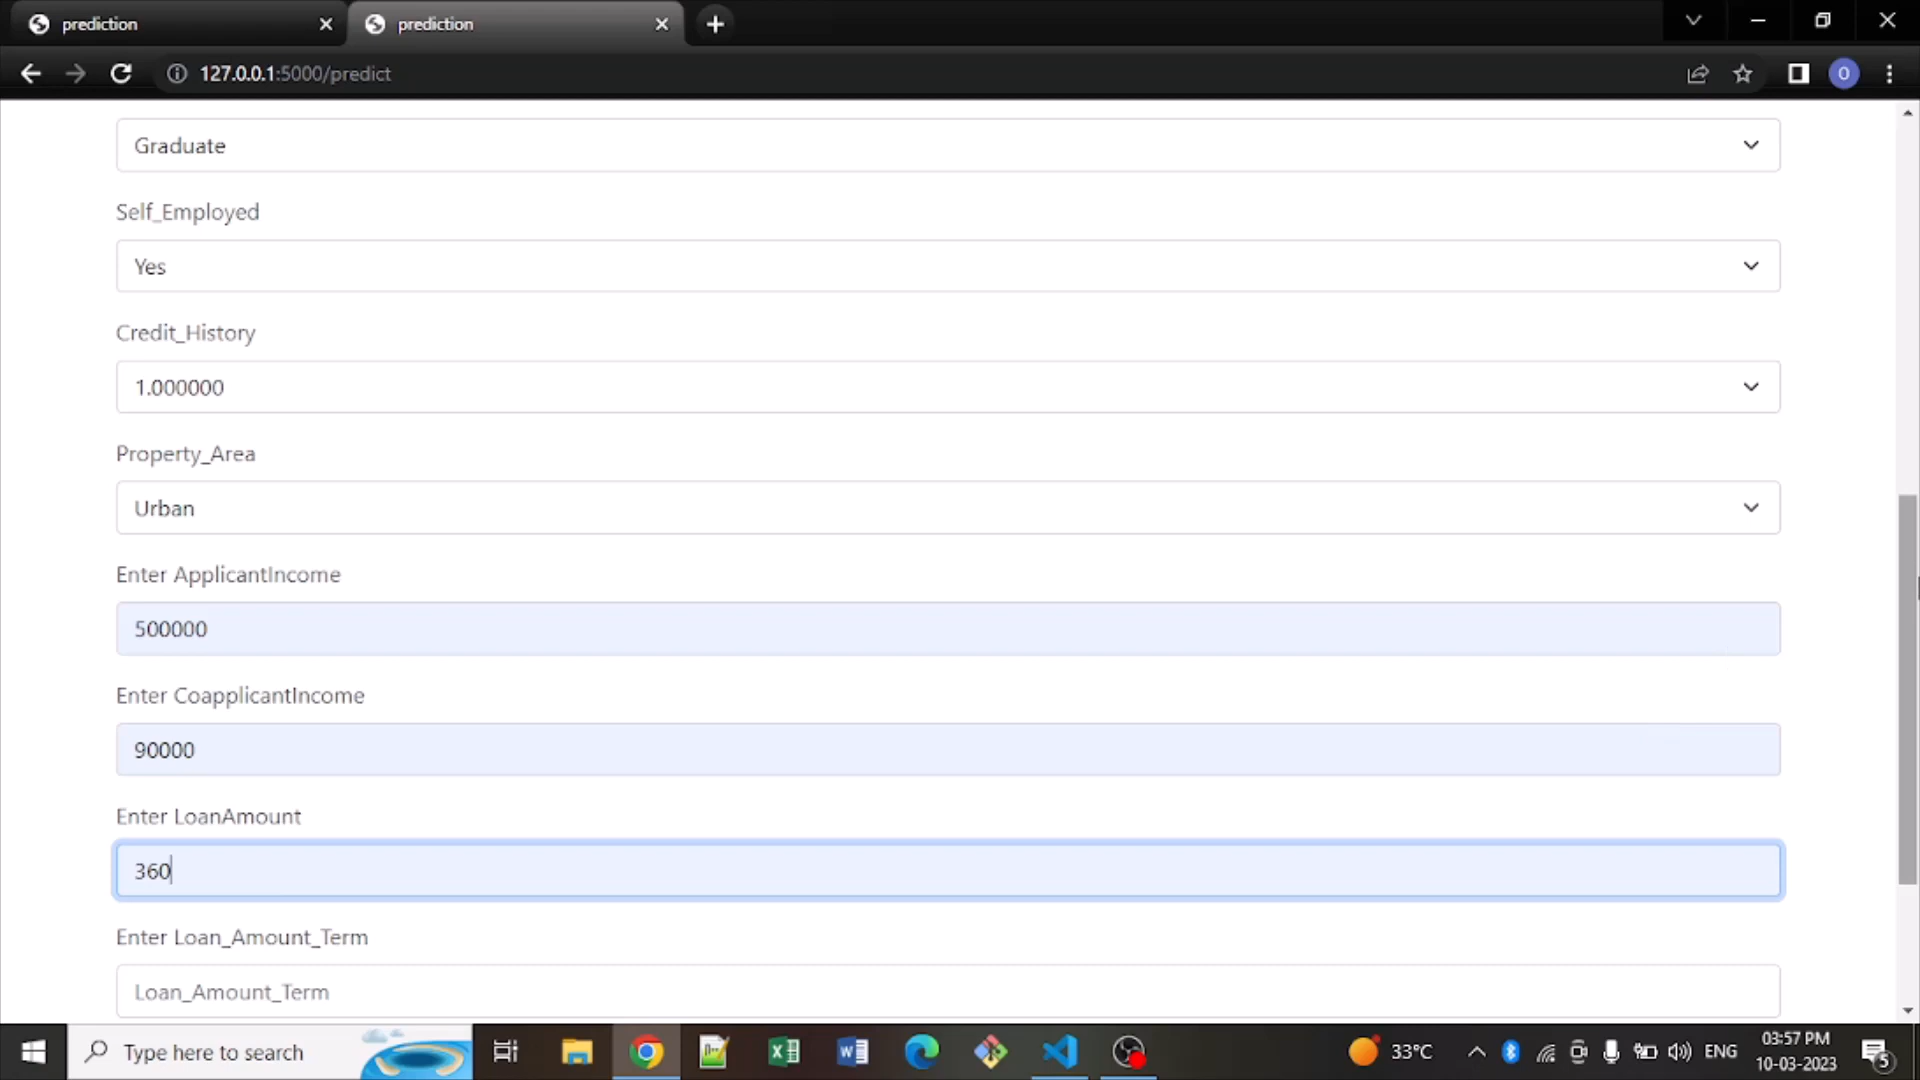 prediction
prediction
127.0.0.1:5000/predict
O
Graduate
Self_Employed
Yes
Credit_History
1.000000
Property_Area
Urban
Enter ApplicantIncome
500000
Enter CoapplicantIncome
90000
Enter LoanAmount
360
Enter Loan_Amount_Term
Loan_Amount_Term
Type here to search
33°C
ENG
03:57 PM
10-03-2023
5